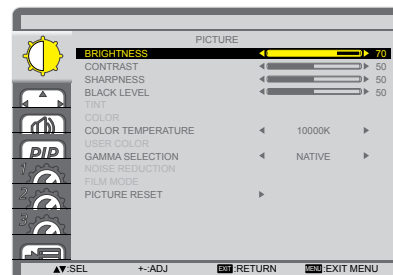 PICTURE
BRIGHTNESS 70
CONTRAST 50
SHARPNESS 50
BLACK LEVEL 50
TINT
COLOR
COLOR TEMPERATURE 10000K
USER COLOR
GAMMA SELECTION NATIVE
NOISE REDUCTION
FILM MODE
PICTURE RESET
PIP
1
2
3
▲▼:SEL +-:ADJ EXIT:RETURN MENU:EXIT MENU